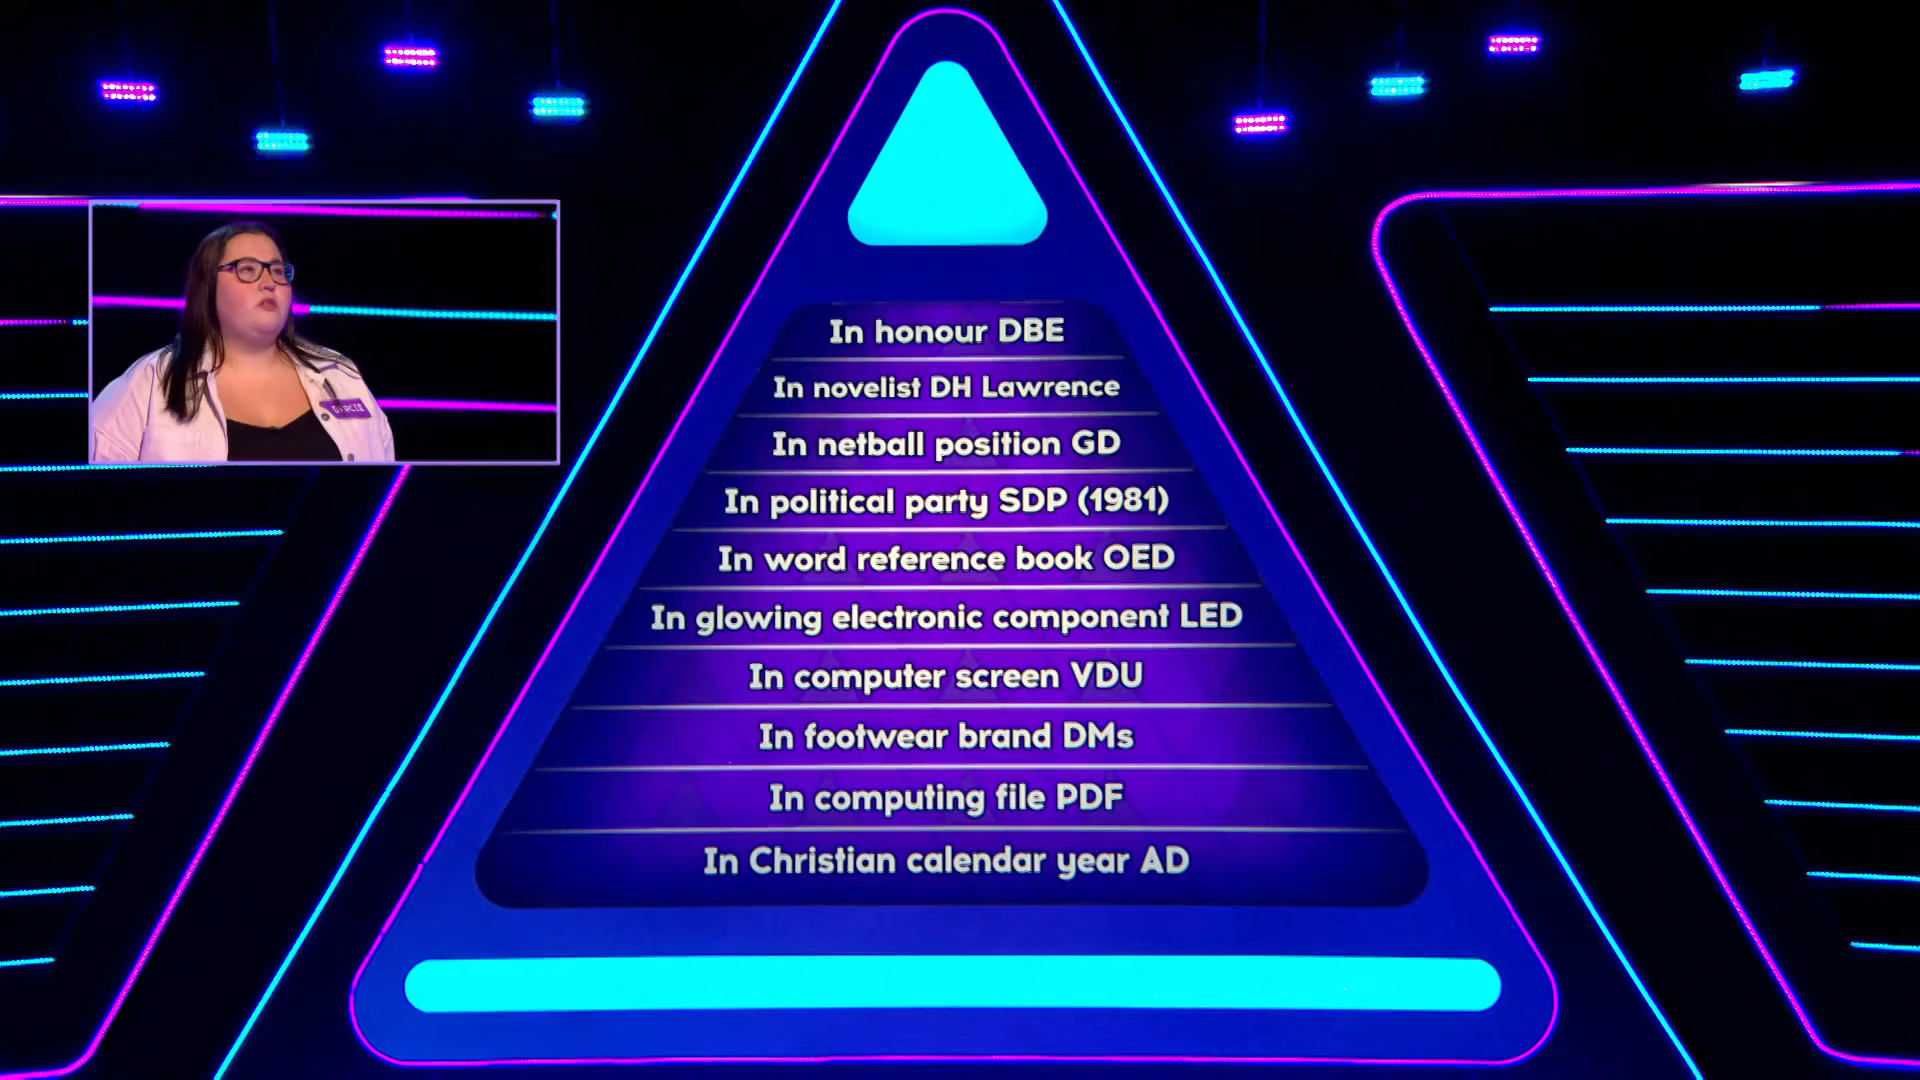 In honour DBE
In novelist DH Lawrence
In netball position GD
In political party SDP (1981)
In word reference book OED
In glowing electronic component LED
In computer screen VDU
In footwear brand DMs
In computing file PDF
In Christian calendar year AD